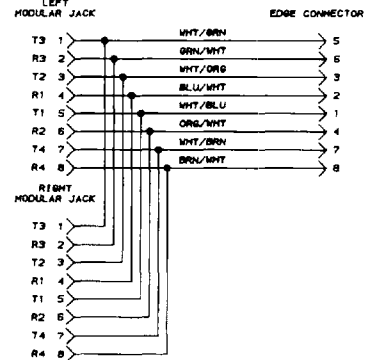 LEFT
MODULAR JACK
EDGE CONNECTOR
T3 1 WHT/GRN 5
R3 2 GRN/WHT 6
T2 3 WHT/ORG 3
R1 4 BLU/WHT 2
T1 5 WHT/BLU 1
R2 6 ORG/WHT 4
T4 7 WHT/BRN 7
R4 8 BRN/WHT 8
RIGHT
MODULAR JACK
T3 1
R3 2
T2 3
R1 4
T1 5
R2 6
T4 7
R4 8